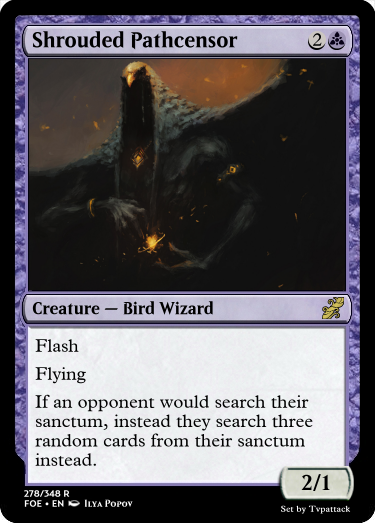 Shrouded Pathcensor 2
Creature — Bird Wizard
Flash
Flying
If an opponent would search their
sanctum, instead they search three
random cards from their sanctum
instead.
2/1
278/348 R
FOE • EN Ilya Popov
Set by Tvpattack